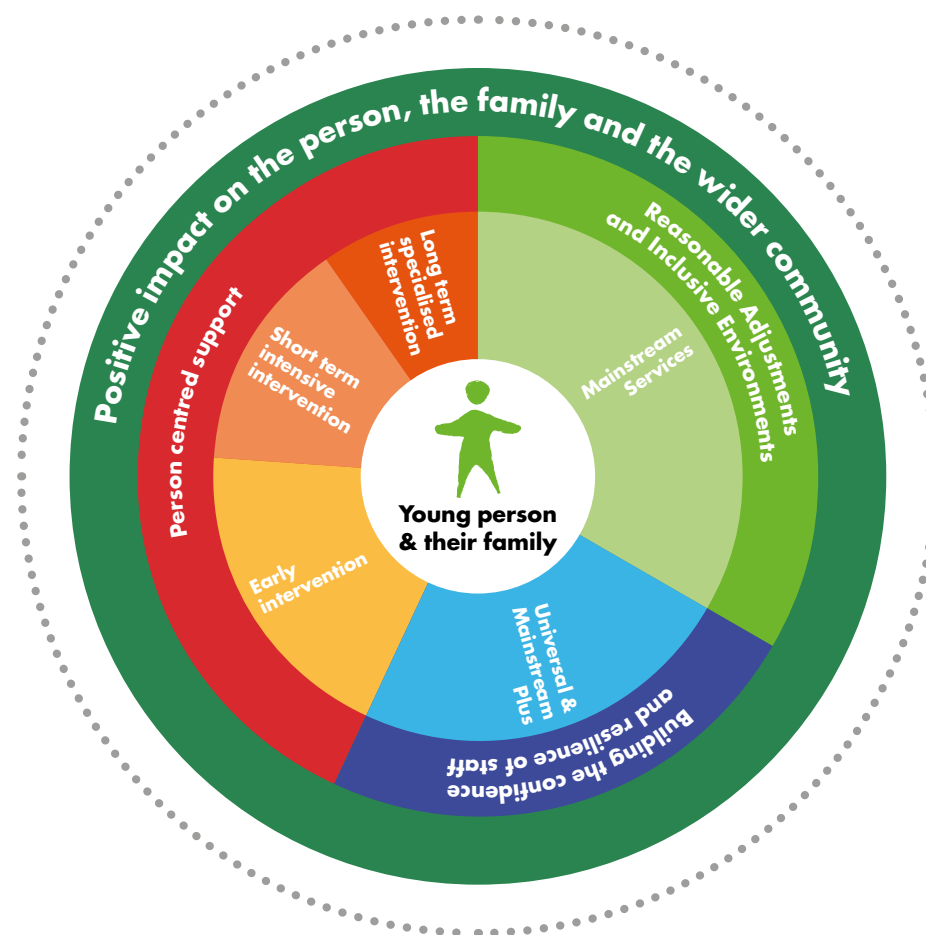 Positive impact on the person, the family and the wider community
Reasonable Adjustments
and Inclusive Environments
Mainstream
Services
Long term
specialised
intervention
Short term
intensive
intervention
Person centred support
Early
intervention
Young person
& their family
Universal &
Mainstream
Plus
Building the confidence
and resilience of staff